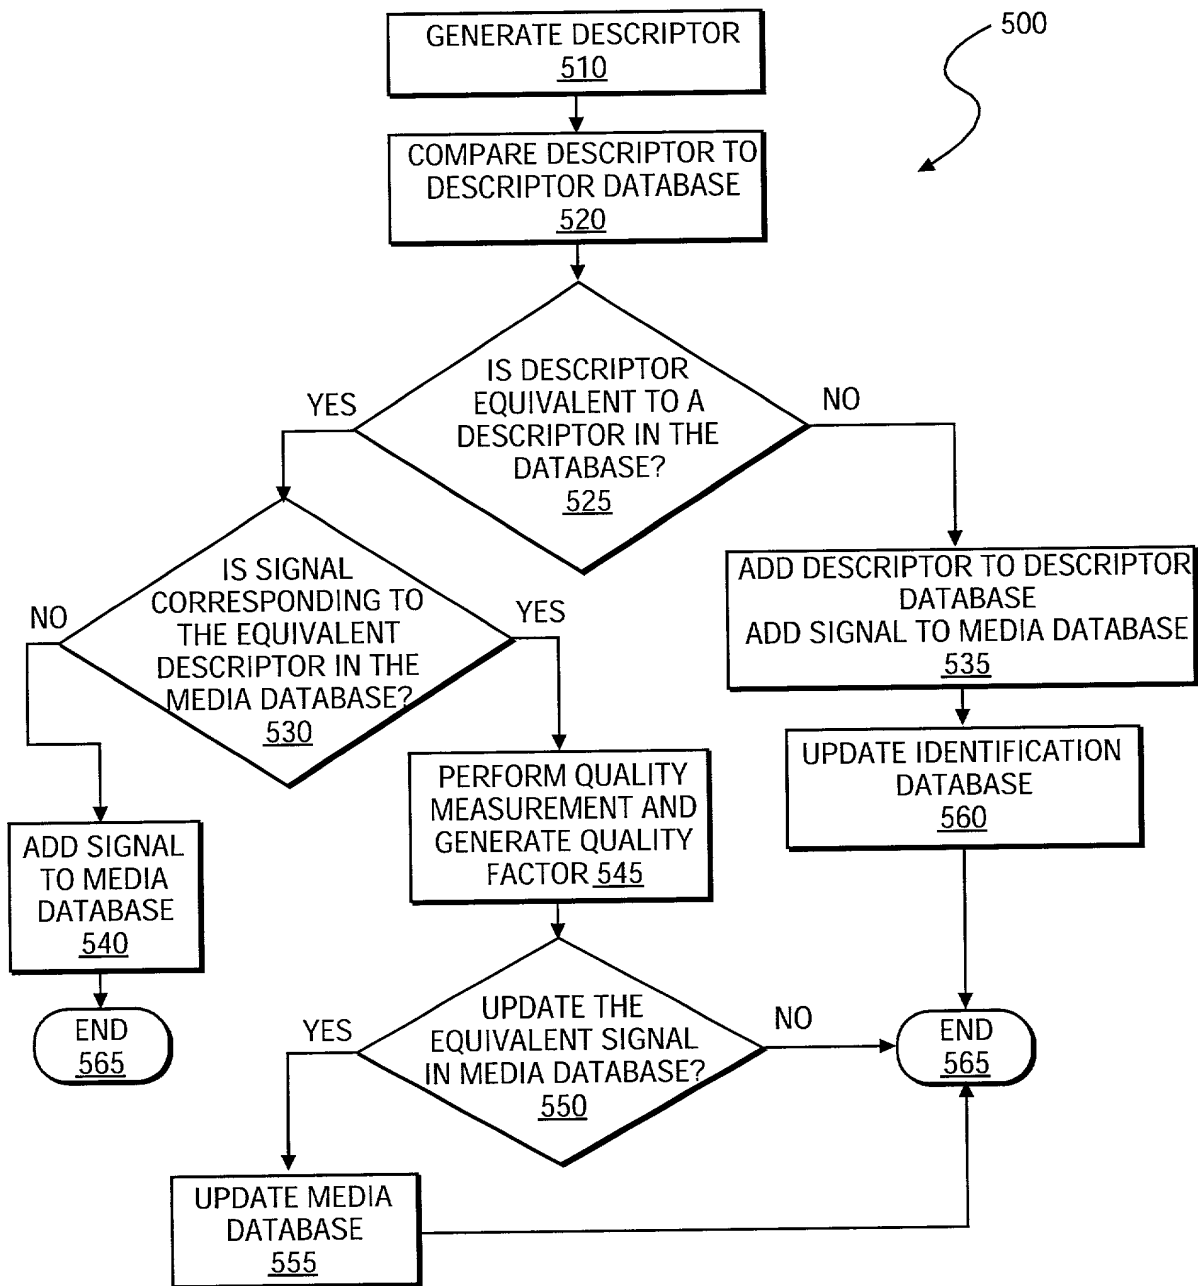 GENERATE DESCRIPTOR
510
500
COMPARE DESCRIPTOR TO
DESCRIPTOR DATABASE
520
IS DESCRIPTOR
EQUIVALENT TO A
DESCRIPTOR IN THE
DATABASE?
525
YES
NO
IS SIGNAL
CORRESPONDING TO
THE EQUIVALENT
DESCRIPTOR IN THE
MEDIA DATABASE?
530
NO
YES
ADD DESCRIPTOR TO DESCRIPTOR
DATABASE
ADD SIGNAL TO MEDIA DATABASE
535
UPDATE IDENTIFICATION
DATABASE
560
PERFORM QUALITY
MEASUREMENT AND
GENERATE QUALITY
FACTOR 545
ADD SIGNAL
TO MEDIA
DATABASE
540
END
565
UPDATE THE
EQUIVALENT SIGNAL
IN MEDIA DATABASE?
550
YES
NO
END
565
UPDATE MEDIA
DATABASE
555